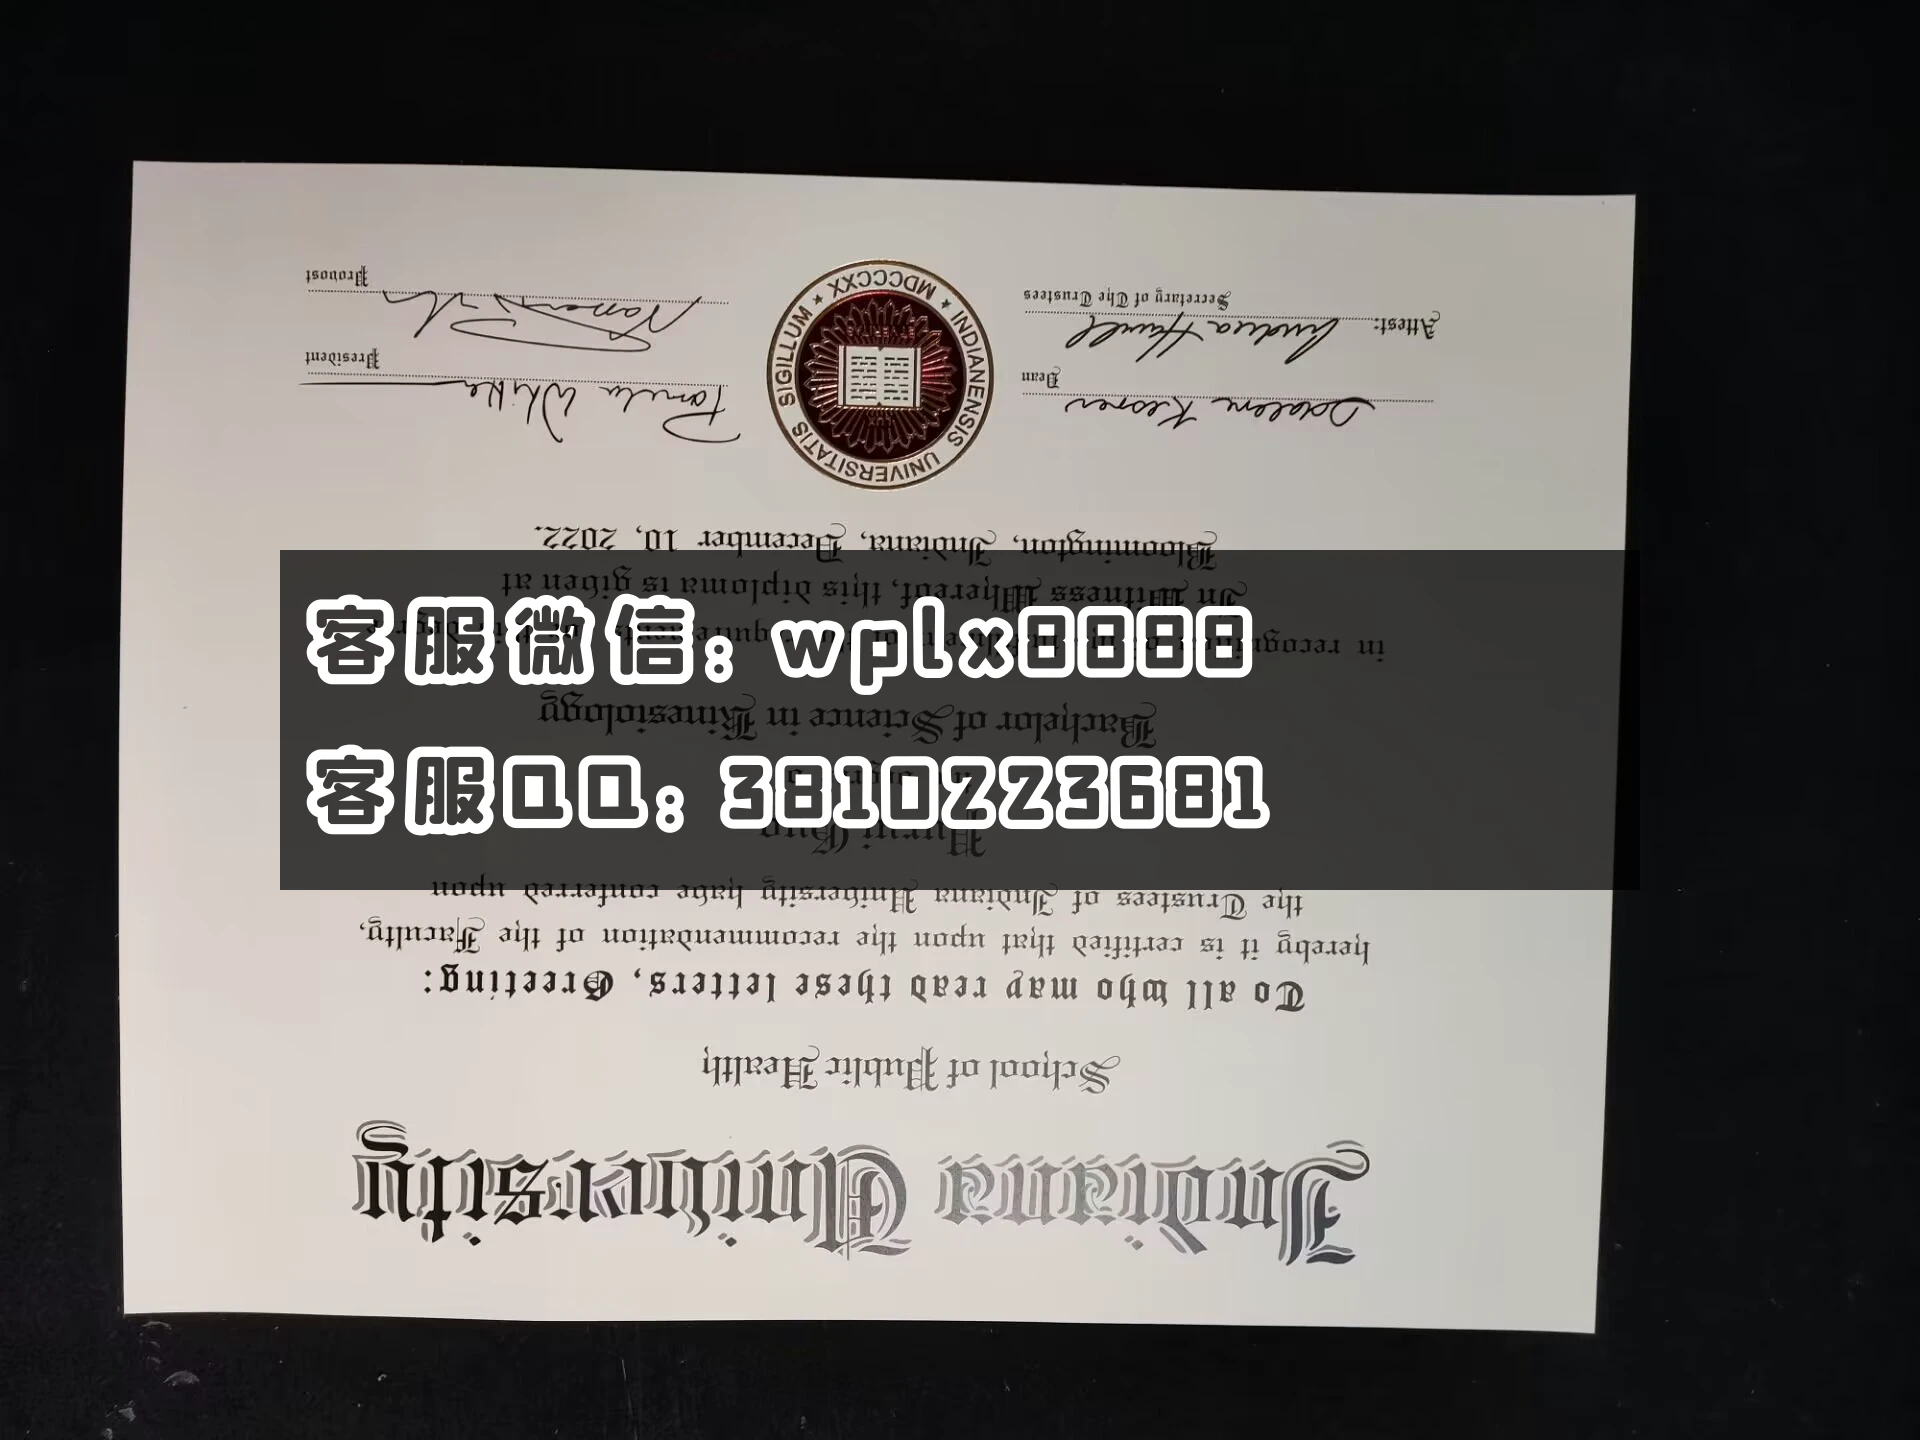 客服微信: wplx8888
客服QQ: 3810223681
Indiana University
School of Public Health
To all who may read these letters, Greeting:
hereby it is certified that upon the recommendation of the Faculty,
the Trustees of Indiana University have conferred upon
Bachelor of Science in Kinesiology
in recognition of
In Witness Whereof, this diploma is given at
Bloomington, Indiana, December 10, 2022.
Dean
President
Attest:
Secretary of The Trustees
Provost
INDIANENSIS UNIVERSITATIS SIGILLUM
MDCCCXX